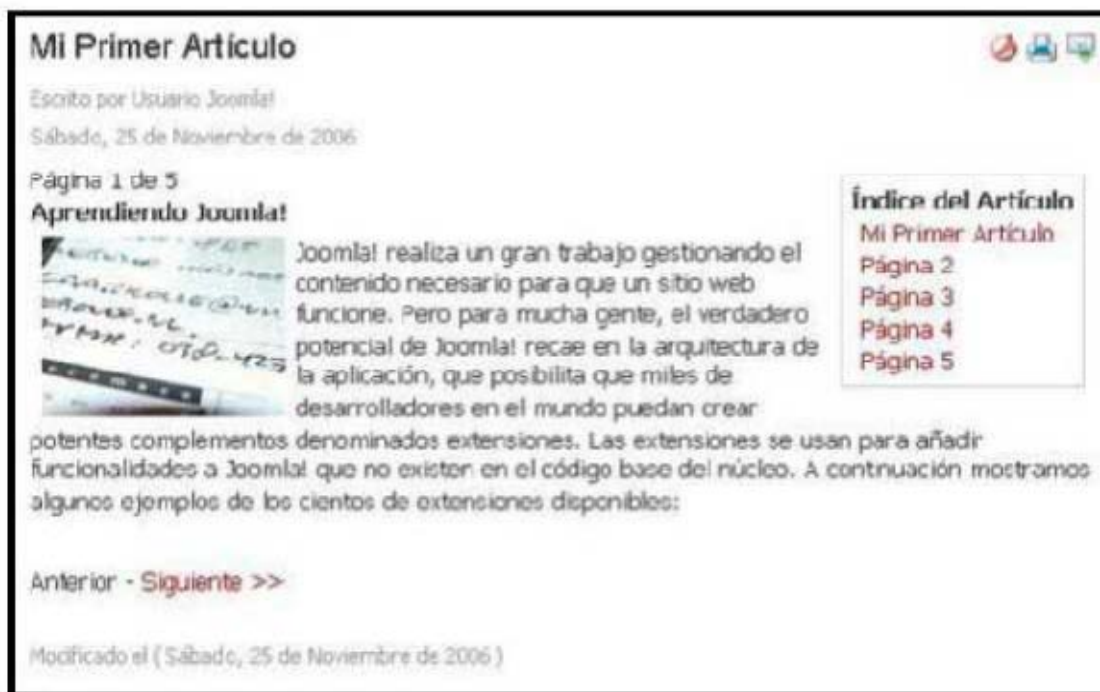 Mi Primer Artículo
Escrito por Usuario Joomla!
Sábado, 25 de Noviembre de 2006
Página 1 de 5
Aprendiendo Joomla!
Joomla! realiza un gran trabajo gestionando el
contenido necesario para que un sitio web
funcione. Pero para mucha gente, el verdadero
potencial de Joomla! recae en la arquitectura de
la aplicación, que posibilita que miles de
desarrolladores en el mundo puedan crear
potentes complementos denominados extensiones. Las extensiones se usan para añadir
funcionalidades a Joomla! que no existen en el código base del núcleo. A continuación mostramos
algunos ejemplos de los cientos de extensiones disponibles:
Índice del Artículo
Mi Primer Artículo
Página 2
Página 3
Página 4
Página 5
Anterior - Siguiente >>
Modificado el ( Sábado, 25 de Noviembre de 2006 )